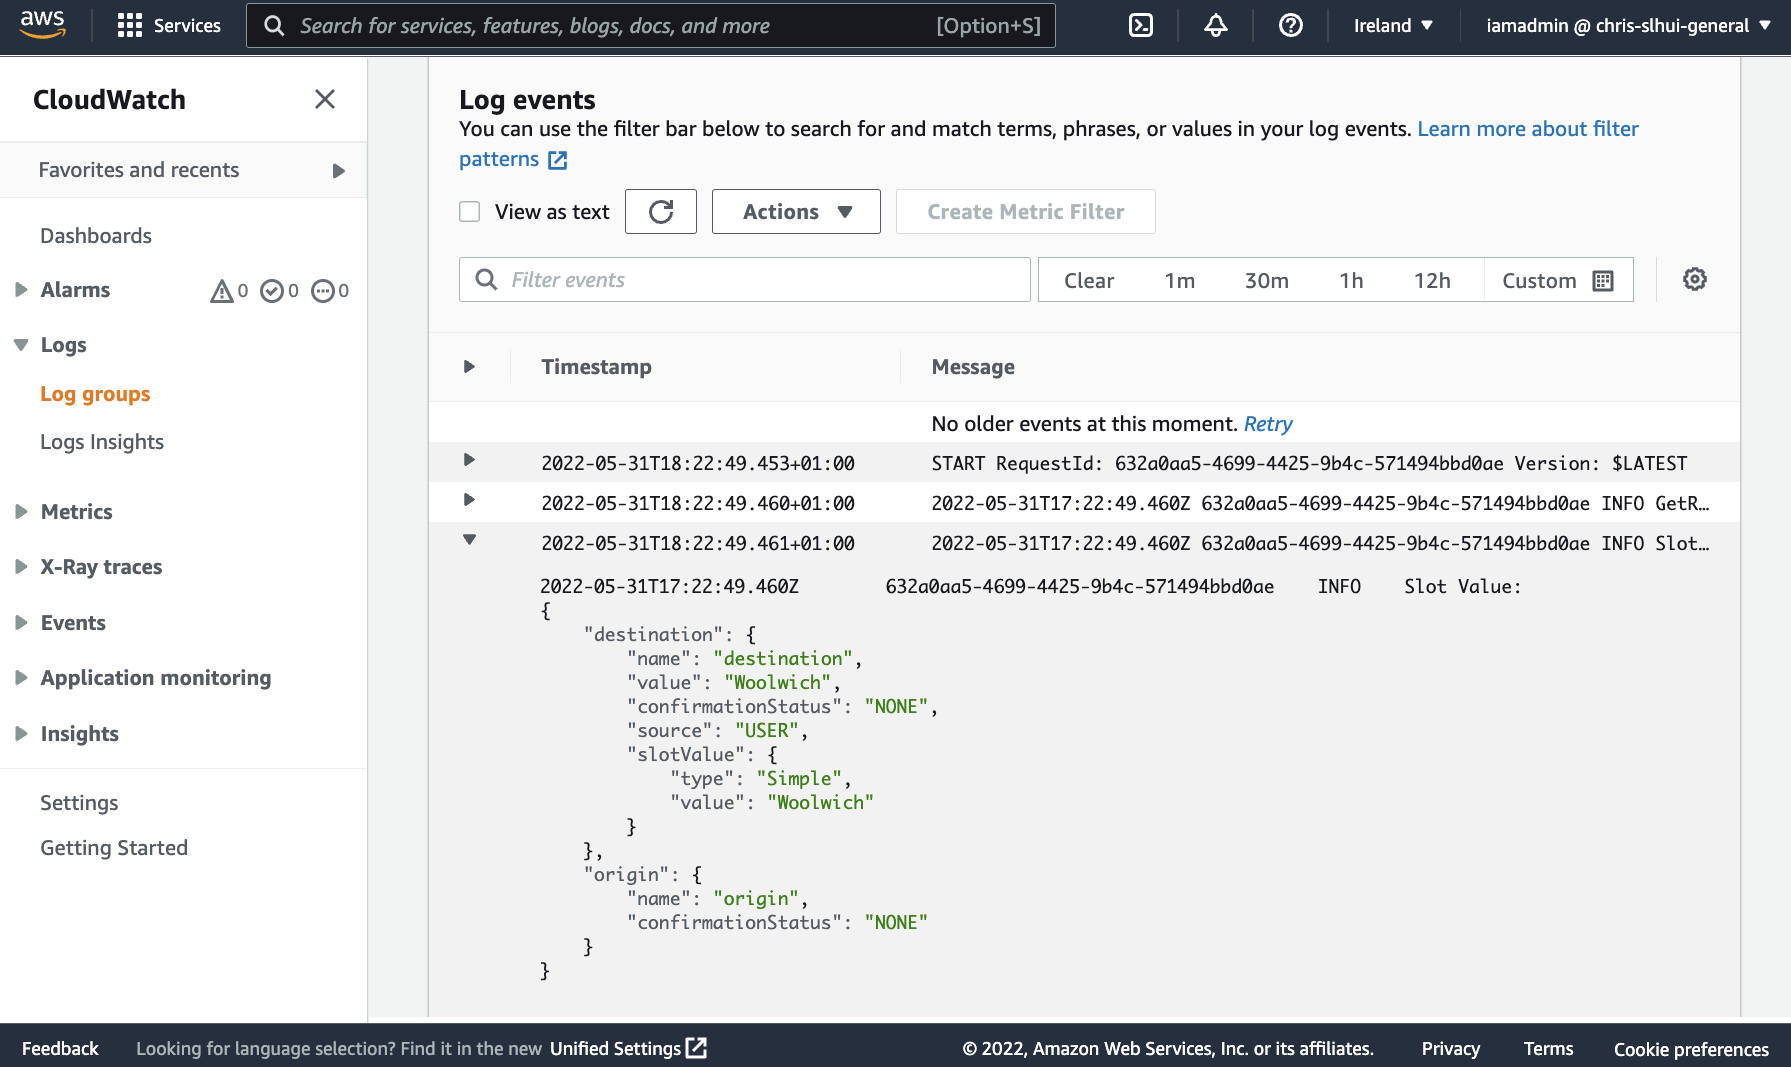 aws
Services
Search for services, features, blogs, docs, and more [Option+S]
Ireland
iamadmin @ chris-slhui-general
CloudWatch
Favorites and recents
Dashboards
Alarms 0 0 0
Logs
Log groups
Logs Insights
Metrics
X-Ray traces
Events
Application monitoring
Insights
Settings
Getting Started
Log events
You can use the filter bar below to search for and match terms, phrases, or values in your log events. Learn more about filter
patterns
View as text
Actions
Create Metric Filter
Filter events
Clear 1m 30m 1h 12h Custom
Timestamp Message
No older events at this moment. Retry
2022-05-31T18:22:49.453+01:00 START RequestId: 632a0aa5-4699-4425-9b4c-571494bbd0ae Version: $LATEST
2022-05-31T18:22:49.460+01:00 2022-05-31T17:22:49.460Z 632a0aa5-4699-4425-9b4c-571494bbd0ae INFO GetR…
2022-05-31T18:22:49.461+01:00 2022-05-31T17:22:49.460Z 632a0aa5-4699-4425-9b4c-571494bbd0ae INFO Slot…
2022-05-31T17:22:49.460Z 632a0aa5-4699-4425-9b4c-571494bbd0ae INFO Slot Value:
{
"destination": {
"name": "destination",
"value": "Woolwich",
"confirmationStatus": "NONE",
"source": "USER",
"slotValue": {
"type": "Simple",
"value": "Woolwich"
}
},
"origin": {
"name": "origin",
"confirmationStatus": "NONE"
}
}
Feedback
Looking for language selection? Find it in the new Unified Settings
© 2022, Amazon Web Services, Inc. or its affiliates.
Privacy
Terms
Cookie preferences